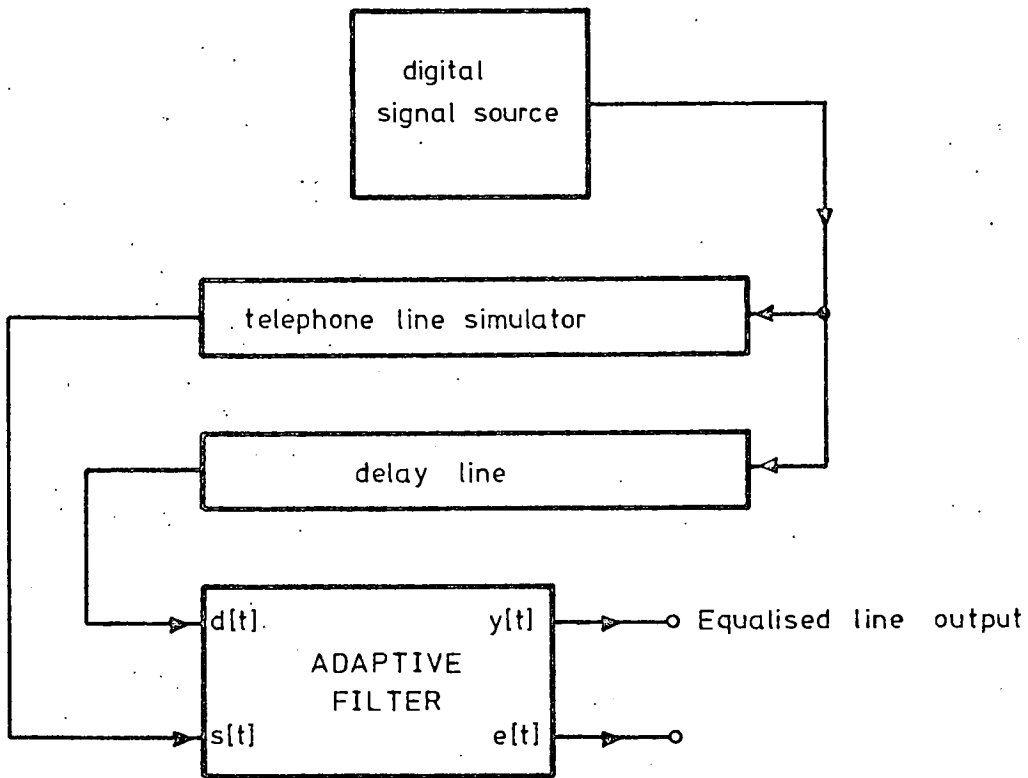 digital
signal source
telephone line simulator
delay line
d[t].
y[t]
Equalised line output
ADAPTIVE
FILTER
s[t]
e[t]